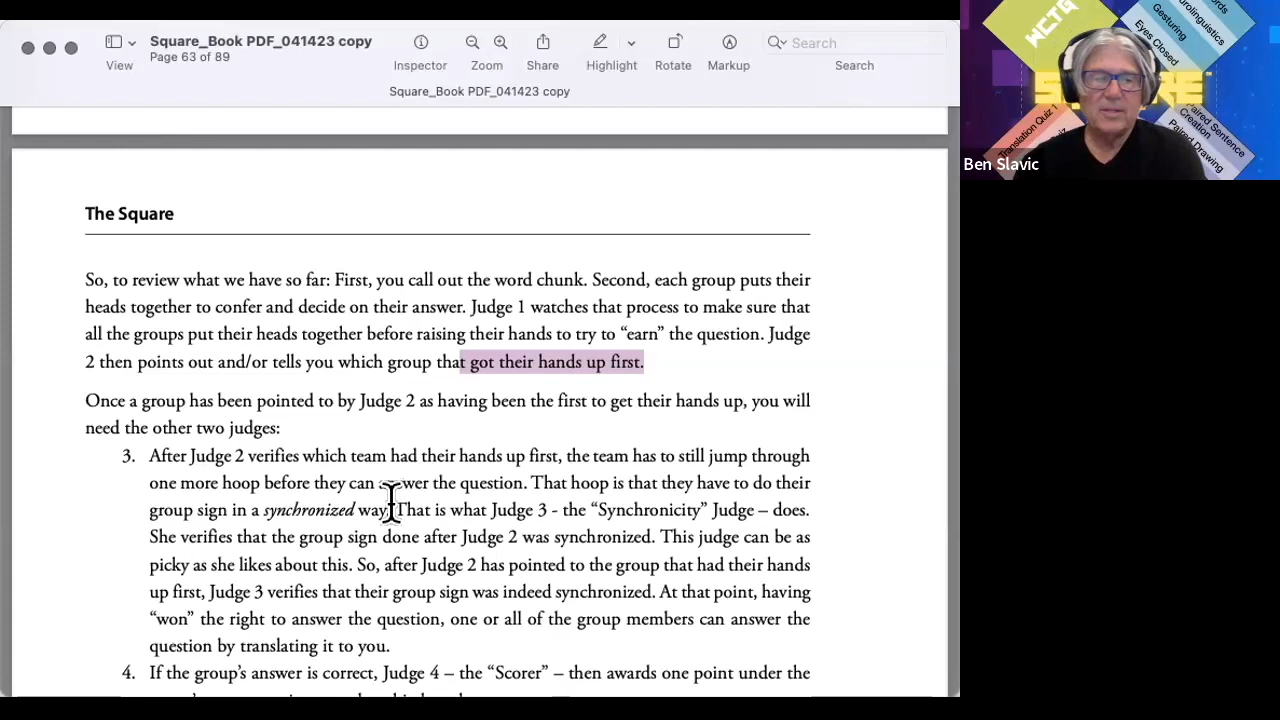 Square_Book PDF_041423 copy
Page 63 of 89
View
Inspector
Zoom
Share
Highlight
Rotate
Markup
Search
Search
Square_Book PDF_041423 copy
The Square
So, to review what we have so far: First, you call out the word chunk. Second, each group puts their
heads together to confer and decide on their answer. Judge 1 watches that process to make sure that
all the groups put their heads together before raising their hands to try to “earn” the question. Judge
2 then points out and/or tells you which group that got their hands up first.
Once a group has been pointed to by Judge 2 as having been the first to get their hands up, you will
need the other two judges:
3. After Judge 2 verifies which team had their hands up first, the team has to still jump through
one more hoop before they can answer the question. That hoop is that they have to do their
group sign in a synchronized way. That is what Judge 3 - the “Synchronicity” Judge – does.
She verifies that the group sign done after Judge 2 was synchronized. This judge can be as
picky as she likes about this. So, after Judge 2 has pointed to the group that had their hands
up first, Judge 3 verifies that their group sign was indeed synchronized. At that point, having
“won” the right to answer the question, one or all of the group members can answer the
question by translating it to you.
4. If the group’s answer is correct, Judge 4 – the “Scorer” – then awards one point under the
WCTG
Gesturing
Eyes Closed
Translation Quiz 1
Paired Sentence
Creation
Paired Drawing
Ben Slavic